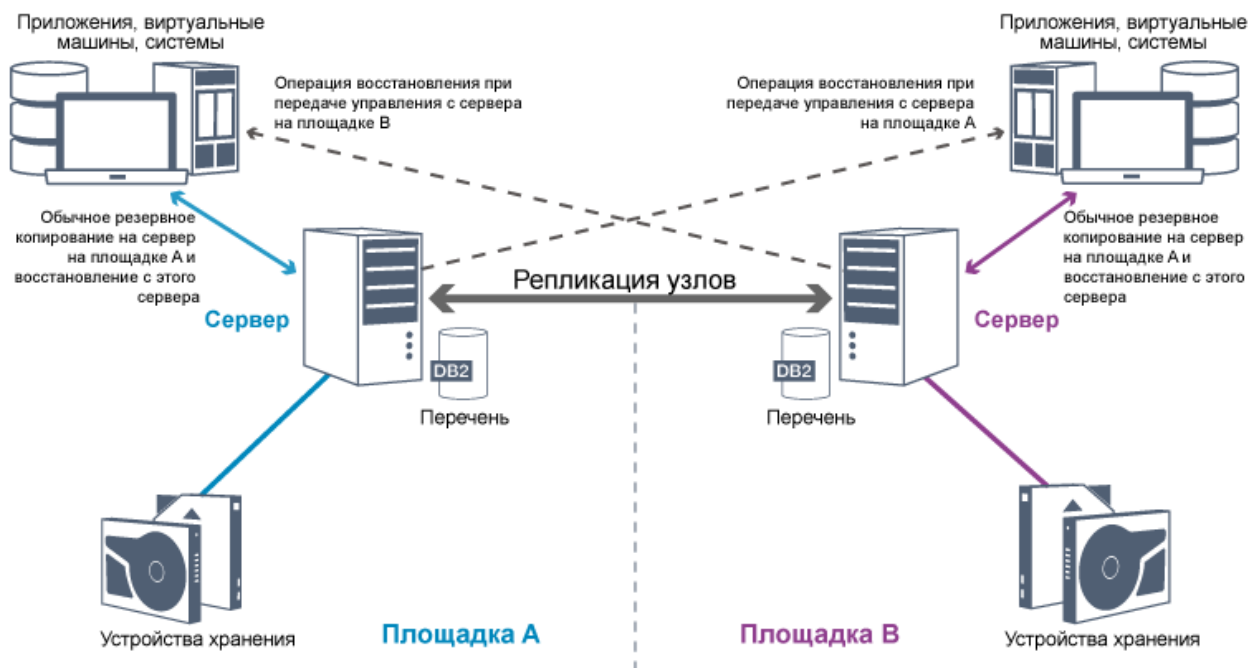 Приложения, виртуальные
машины, системы
Операция восстановления при
передаче управления с сервера
на площадке B
Обычное резервное
копирование на сервер
на площадке A и
восстановление с этого
сервера
Сервер
DB2
Перечень
Устройства хранения
Площадка A
Репликация узлов
Приложения, виртуальные
машины, системы
Операция восстановления при
передаче управления с сервера
на площадке A
Обычное резервное
копирование на сервер
на площадке A и
восстановление с этого
сервера
Сервер
DB2
Перечень
Площадка B
Устройства хранения